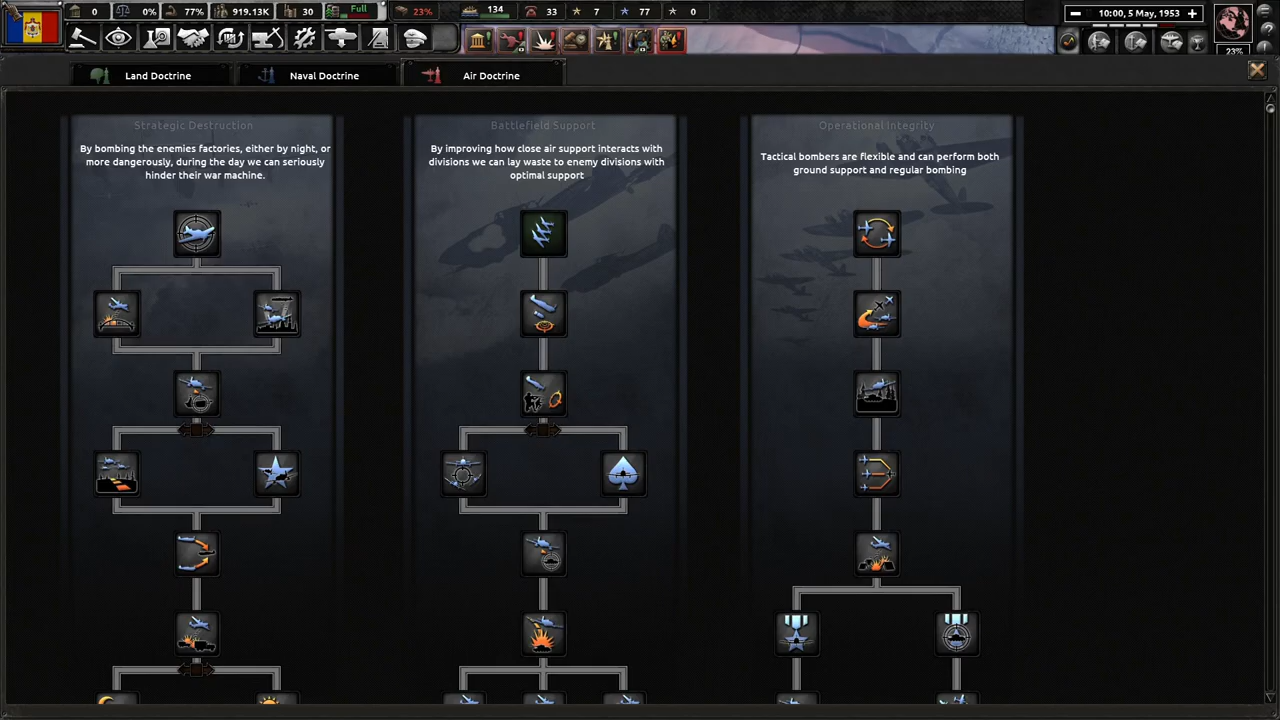 0 0% 77% 919.13K 30 Full 23% 134 33 7 77 0 10:00, 5 May, 1953
23%
Land Doctrine Naval Doctrine Air Doctrine
Strategic Destruction
By bombing the enemies factories, either by night, or
more dangerously, during the day we can seriously
hinder their war machine.
Battlefield Support
By improving how close air support interacts with
divisions we can lay waste to enemy divisions with
optimal support
Operational Integrity
Tactical bombers are flexible and can perform both
ground support and regular bombing